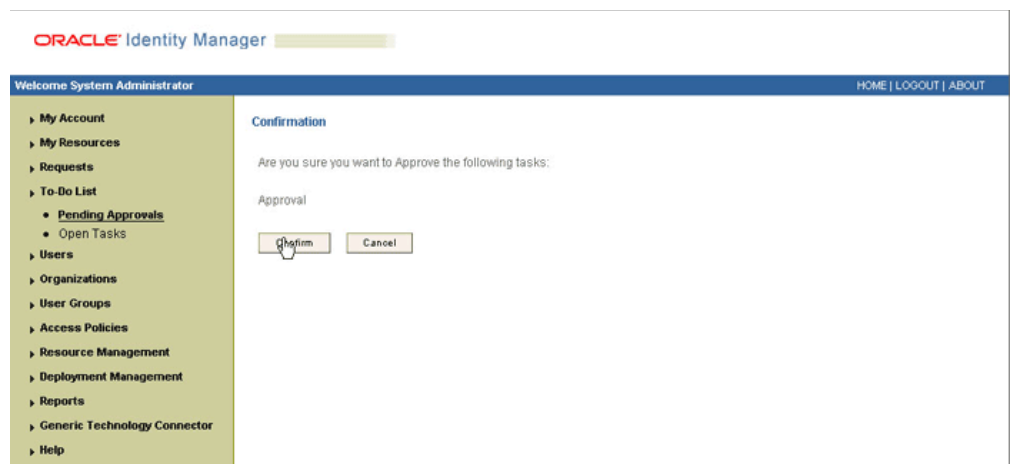 ORACLE Identity Manager
Welcome System Administrator
HOME | LOGOUT | ABOUT
My Account
My Resources
Requests
To-Do List
Pending Approvals
Open Tasks
Users
Organizations
User Groups
Access Policies
Resource Management
Deployment Management
Reports
Generic Technology Connector
Help
Confirmation
Are you sure you want to Approve the following tasks:
Approval
Confirm
Cancel